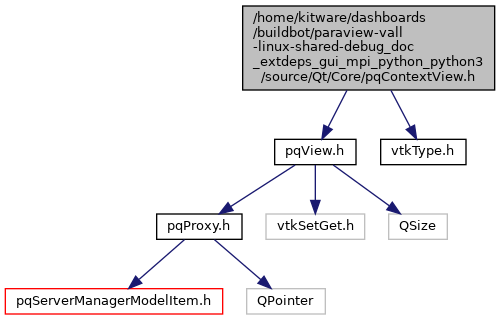 /home/kitware/dashboards
/buildbot/paraview-vall
-linux-shared-debug_doc
_extdeps_gui_mpi_python_python3
/source/Qt/Core/pqContextView.h
pqView.h
vtkType.h
pqProxy.h
vtkSetGet.h
QSize
pqServerManagerModelItem.h
QPointer